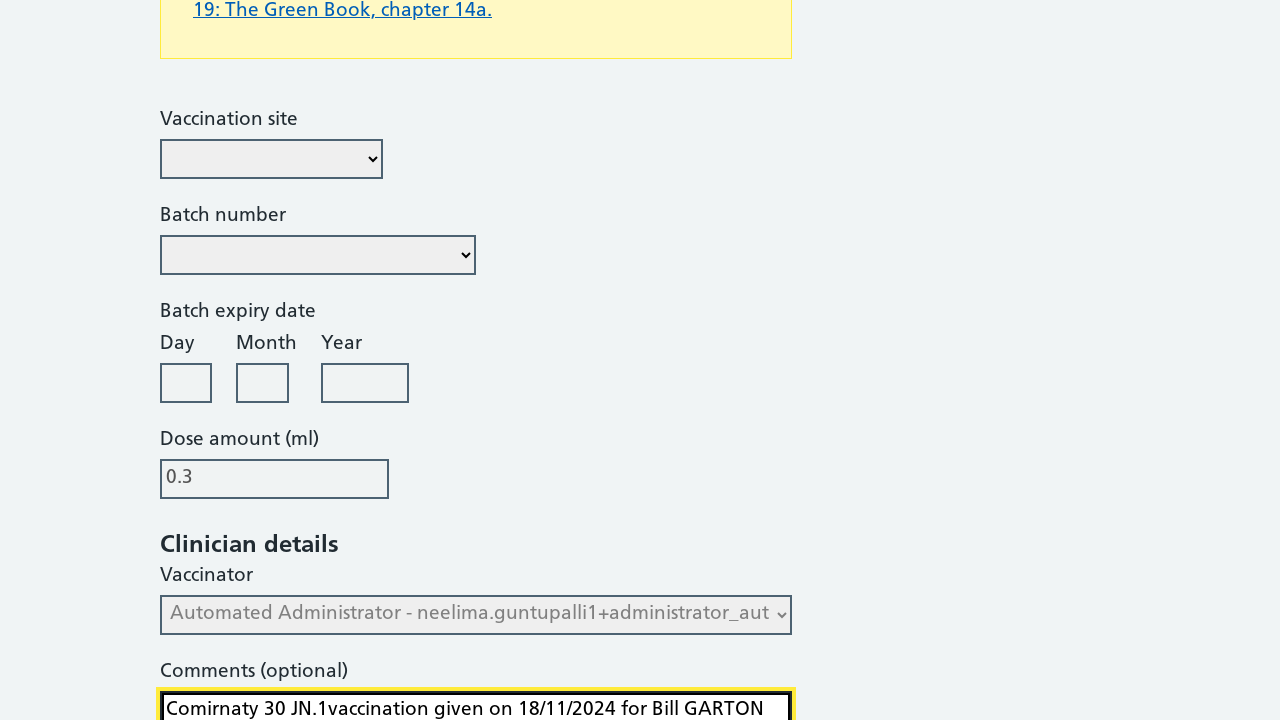 19: The Green Book, chapter 14a.
Vaccination site
Batch number
Batch expiry date
Day Month Year
Dose amount (ml)
0.3
Clinician details
Vaccinator
Automated Administrator - neelima.guntupalli1+administrator_aut
Comments (optional)
Comirnaty 30 JN.1vaccination given on 18/11/2024 for Bill GARTON